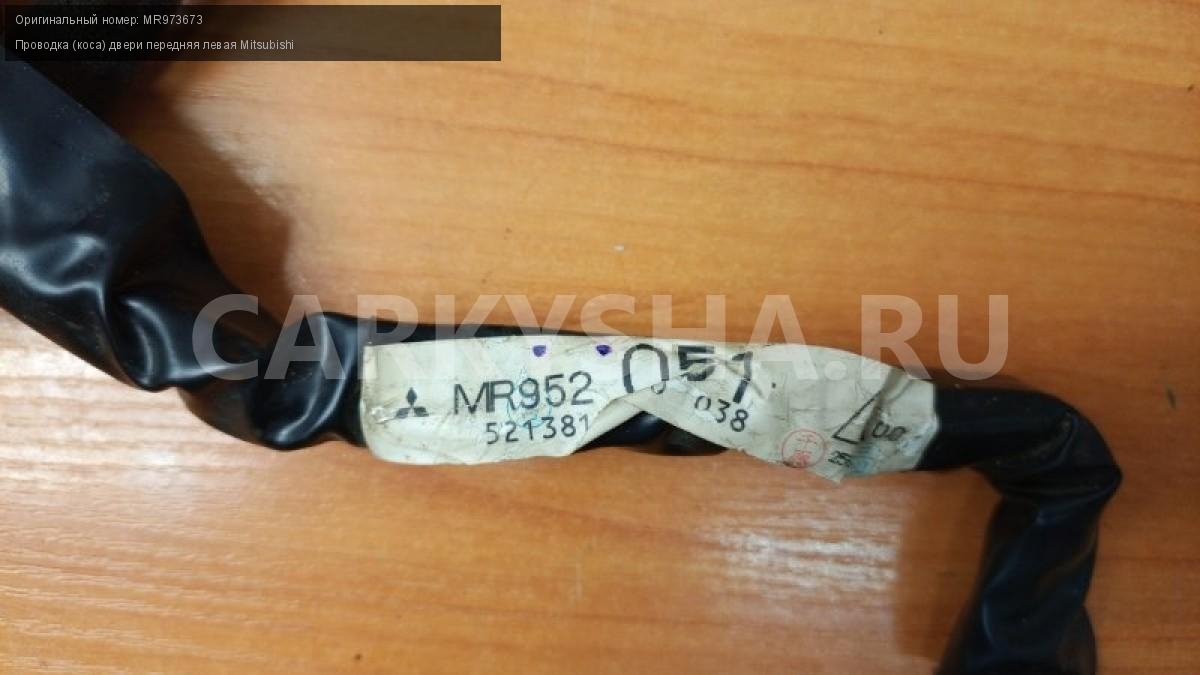 Оригинальный номер: MR973673
Проводка (коса) двери передняя левая Mitsubishi
CARKYSHA.RU
MR952 051
521381 038